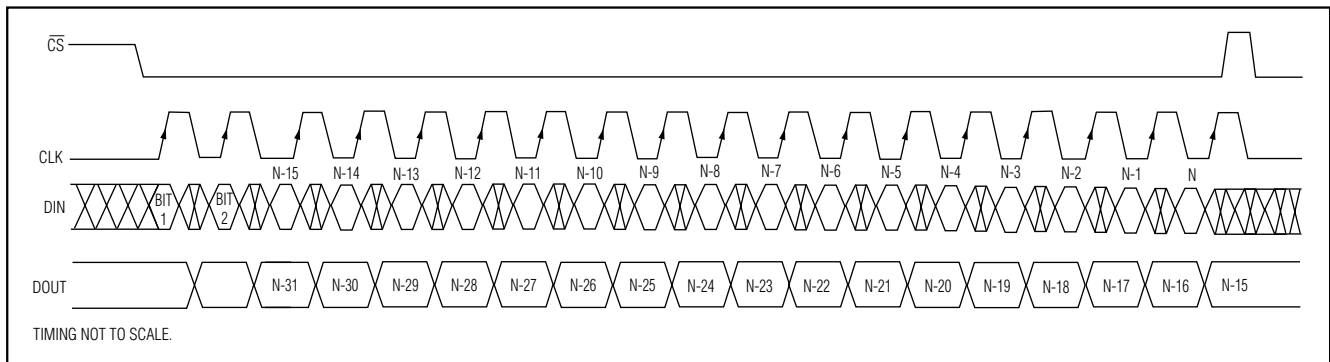 CS
CLK
N-15 N-14 N-13 N-12 N-11 N-10 N-9 N-8 N-7 N-6 N-5 N-4 N-3 N-2 N-1 N
DIN BIT 1 BIT 2
DOUT N-31 N-30 N-29 N-28 N-27 N-26 N-25 N-24 N-23 N-22 N-21 N-20 N-19 N-18 N-17 N-16 N-15
TIMING NOT TO SCALE.